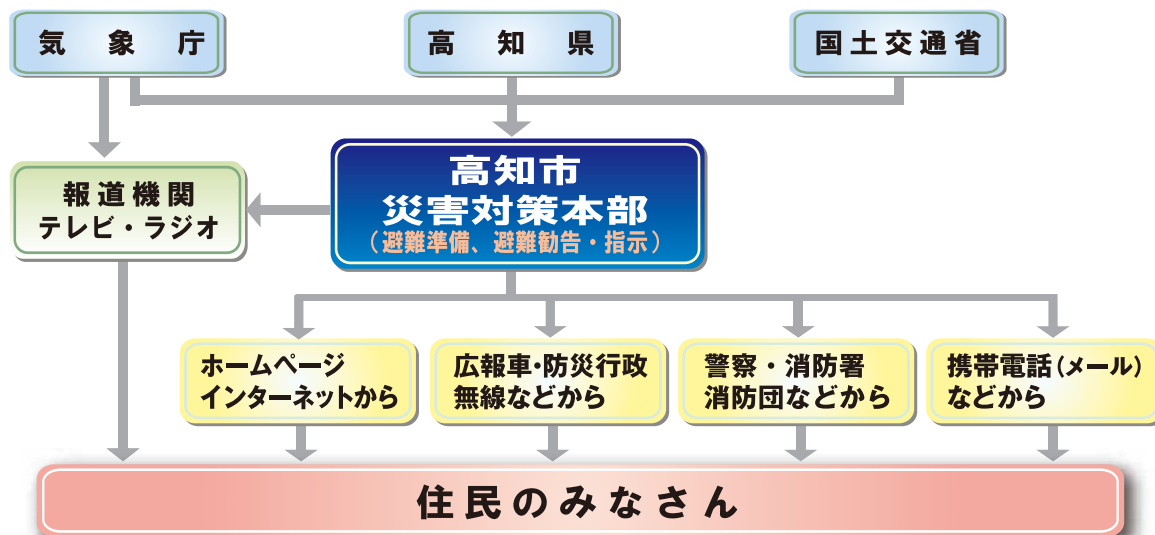 気象庁
高知県
国土交通省
高知市
災害対策本部
(避難準備、避難勧告・指示)
報道機関
テレビ・ラジオ
ホームページ
インターネットから
広報車・防災行政
無線などから
警察・消防署
消防団などから
携帯電話(メール)
などから
住民のみなさん